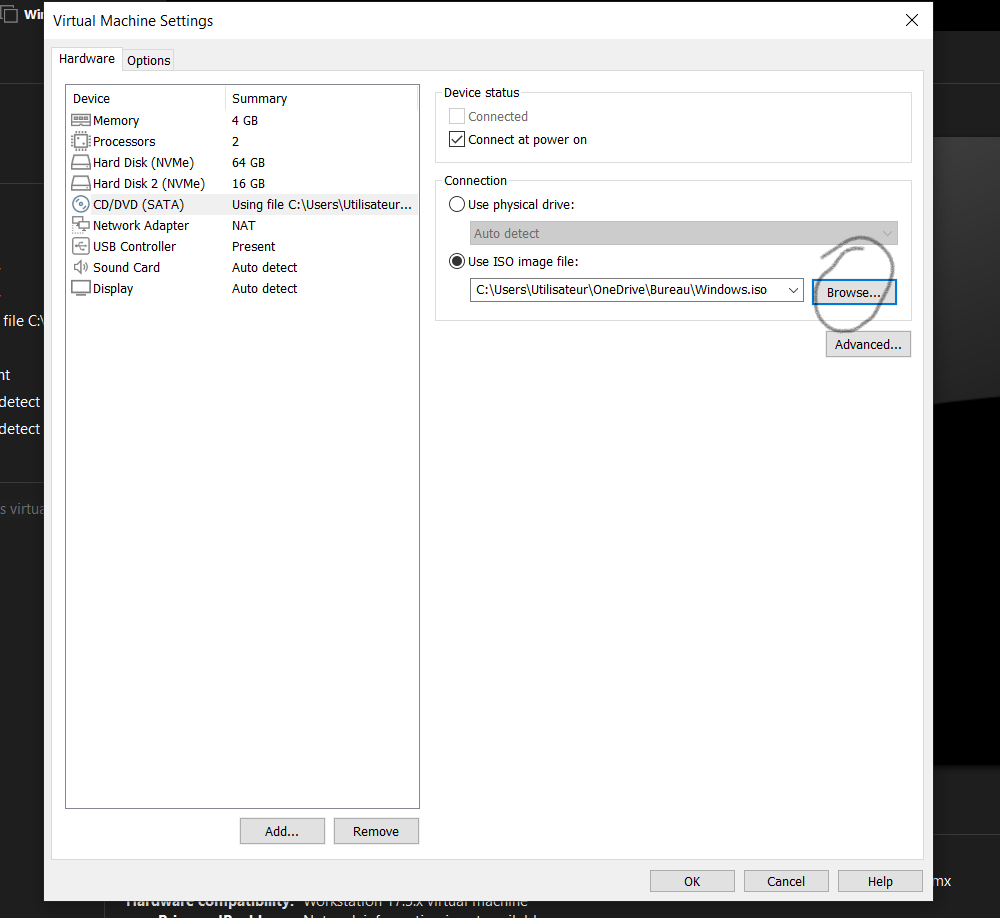 Win
Virtual Machine Settings
Hardware
Options
Device Summary
Memory 4 GB
Processors 2
Hard Disk (NVMe) 64 GB
Hard Disk 2 (NVMe) 16 GB
CD/DVD (SATA) Using file C:\Users\Utilisateur...
Network Adapter NAT
USB Controller Present
Sound Card Auto detect
Display Auto detect
Device status
Connected
Connect at power on
Connection
Use physical drive:
Auto detect
Use ISO image file:
C:\Users\Utilisateur\OneDrive\Bureau\Windows.iso
Browse...
Advanced...
file C:\
nt
detect
detect
s virtua
Add... Remove
OK Cancel Help
mx
Hardware compatibility: Workstation 17.5.x virtual machine